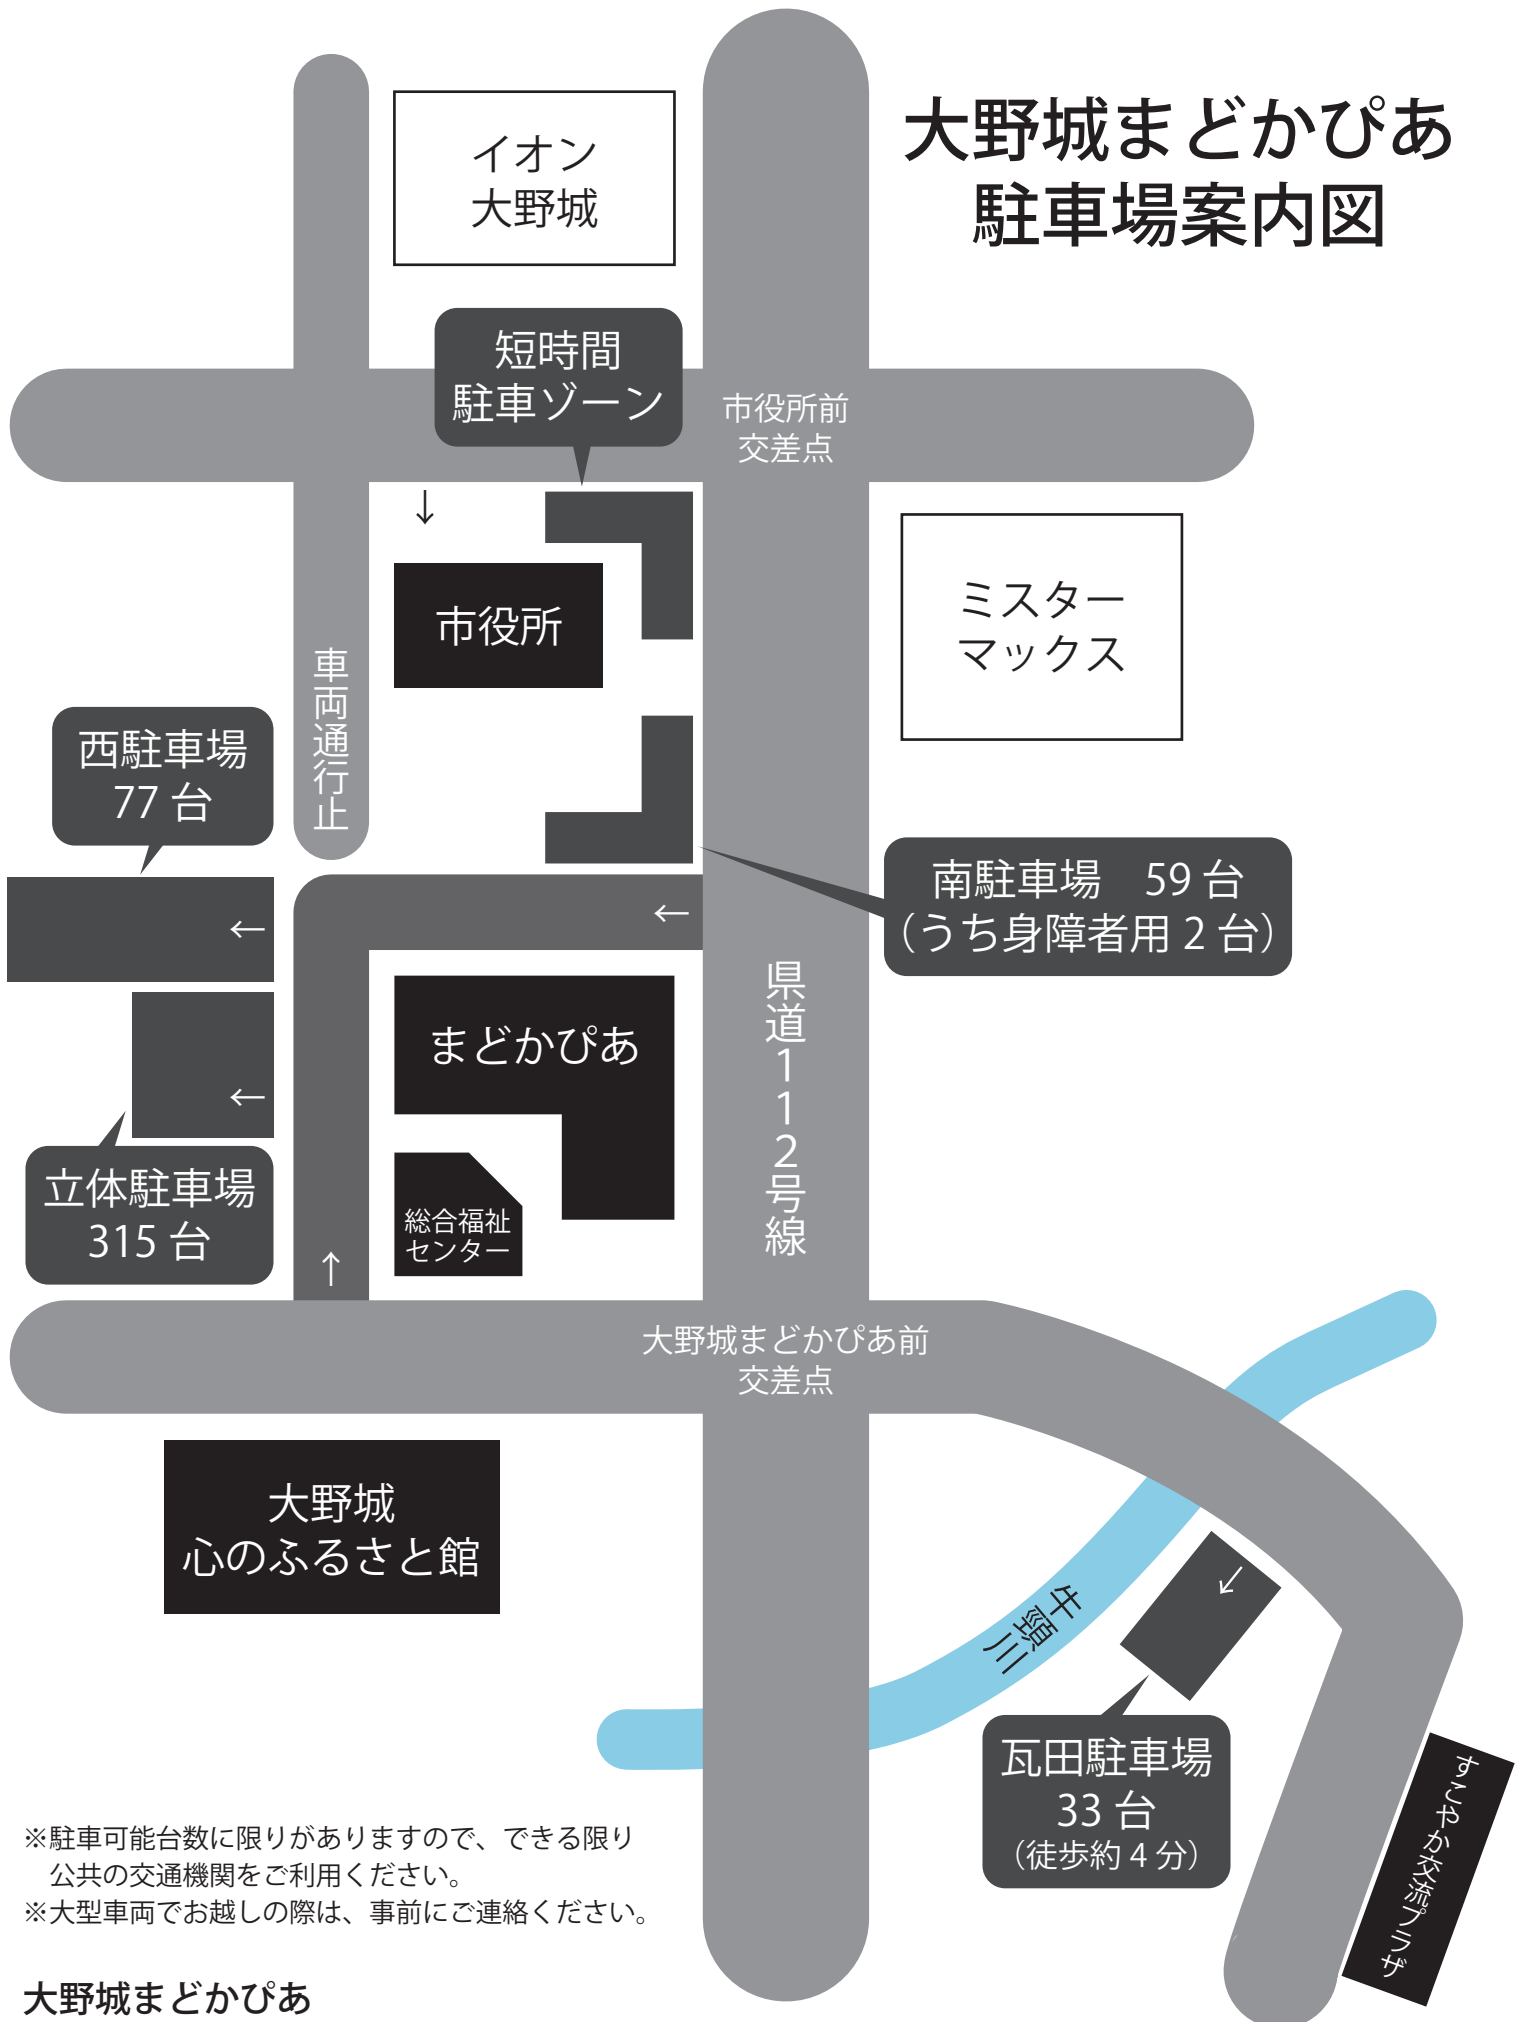 大野城まどかぴあ
駐車場案内図
イオン
大野城
短時間
駐車ゾーン
市役所前
交差点
↓
市役所
ミスター
マックス
車両通行止
西駐車場
77 台
←
南駐車場　59 台
（うち身障者用 2 台）
←
県道112号線
まどかぴあ
←
立体駐車場
315 台
総合福祉
センター
↑
大野城まどかぴあ前
交差点
大野城
心のふるさと館
牛頸川
↓
瓦田駐車場
33 台
（徒歩約 4 分）
すこやか交流プラザ
※駐車可能台数に限りがありますので、できる限り
公共の交通機関をご利用ください。
※大型車両でお越しの際は、事前にご連絡ください。
大野城まどかぴあ